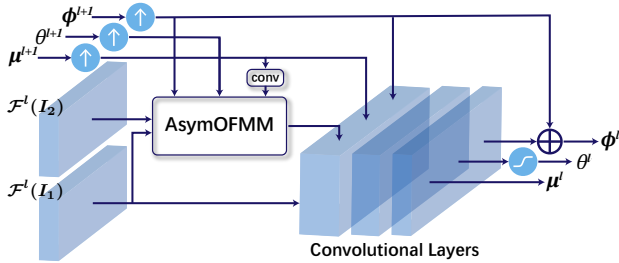 ϕ^{l+1}
θ^{l+1}
μ^{l+1}
conv
F^l(I_2)
AsymOFMM
F^l(I_1)
ϕ^l
θ^l
μ^l
Convolutional Layers